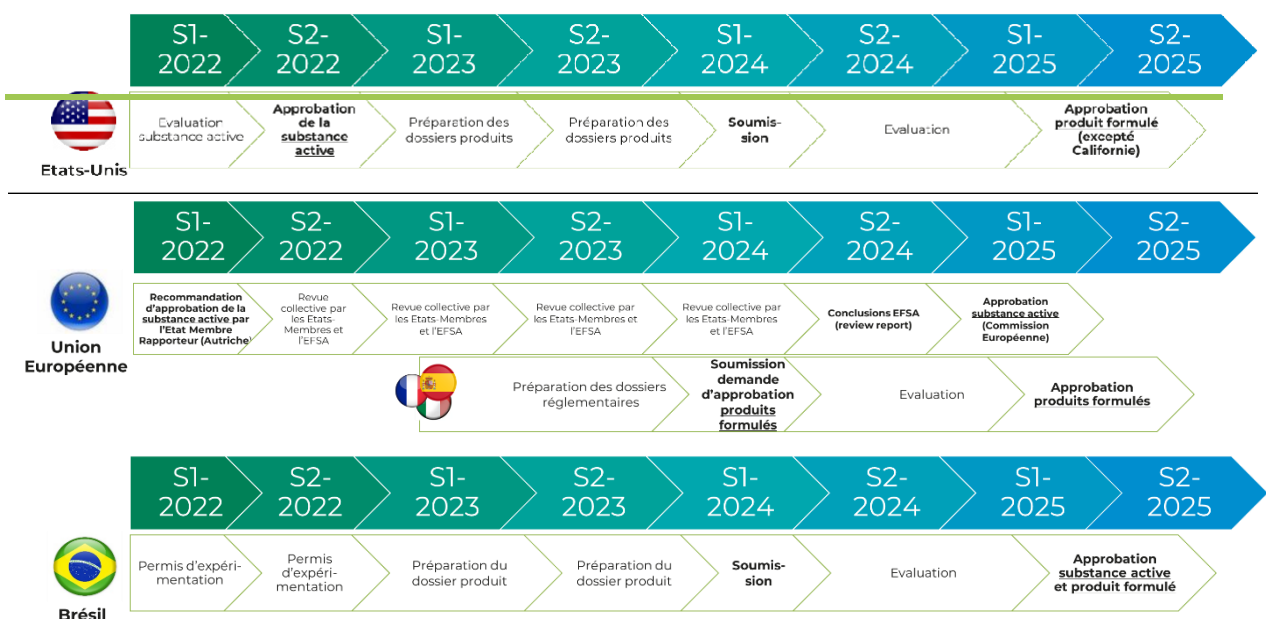 S1-
2022
S2-
2022
S1-
2023
S2-
2023
S1-
2024
S2-
2024
S1-
2025
S2-
2025
Etats-Unis
Evaluation
substance active
Approbation
de la
substance
active
Préparation des
dossiers produits
Préparation des
dossiers produits
Soumis-
sion
Evaluation
Approbation
produit formulé
(excepté
Californie)
S1-
2022
S2-
2022
S1-
2023
S2-
2023
S1-
2024
S2-
2024
S1-
2025
S2-
2025
Union
Européenne
Recommandation
d'approbation de la
substance active par
l'Etat Membre
Rapporteur (Autriche)
Revue
collective par
les Etats-
Membres et
l'EFSA
Revue collective par
les Etats-Membres
et l'EFSA
Revue collective par
les Etats-Membres et
l'EFSA
Revue collective par
les Etats-Membres
et l'EFSA
Conclusions EFSA
(review report)
Approbation
substance active
(Commission
Européenne)
Préparation des dossiers
réglementaires
Soumission
demande
d'approbation
produits
formulés
Evaluation
Approbation
produits formulés
S1-
2022
S2-
2022
S1-
2023
S2-
2023
S1-
2024
S2-
2024
S1-
2025
S2-
2025
Brésil
Permis d'expéri-
mentation
Permis
d'expéri-
mentation
Préparation du
dossier produit
Préparation du
dossier produit
Soumis-
sion
Evaluation
Approbation
substance active
et produit formulé